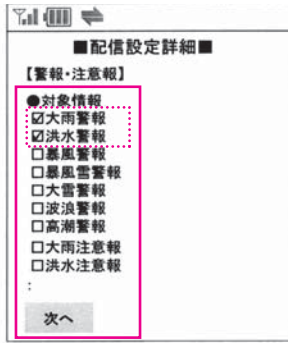 ■配信設定詳細■
【警報・注意報】
●対象情報
☑大雨警報
☑洪水警報
□暴風警報
□暴風雪警報
□大雪警報
□波浪警報
□高潮警報
□大雨注意報
□洪水注意報
:
次へ